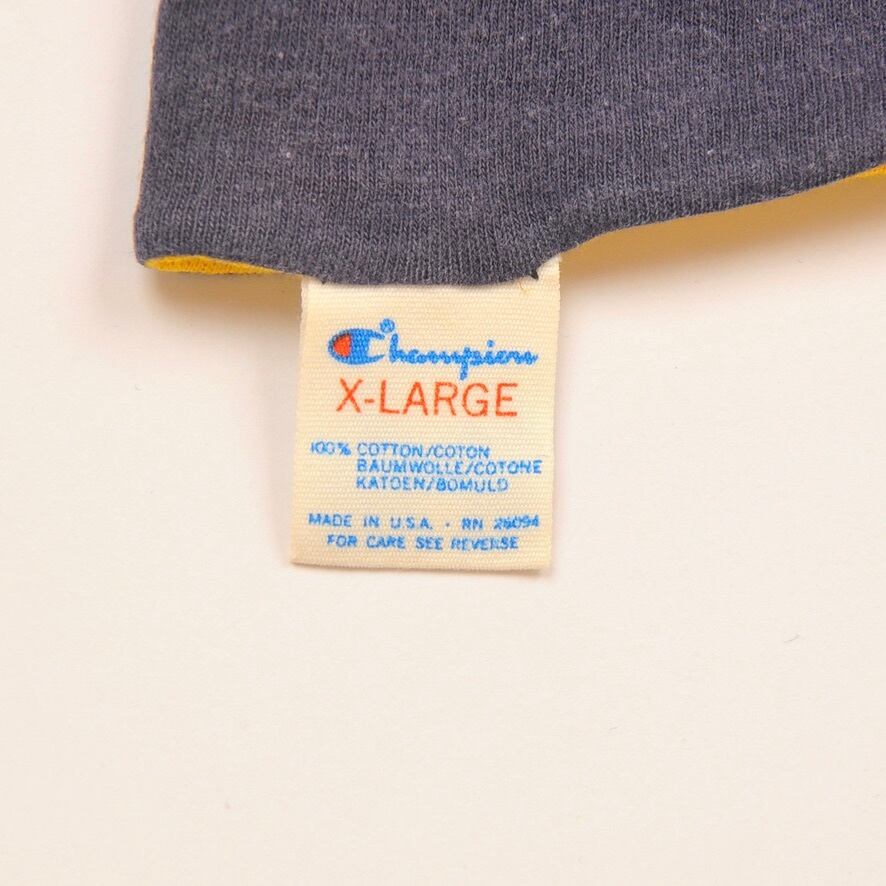 Champion®
X-LARGE
100% COTTON/COTON
BAUMWOLLE/COTONE
KATOEN/BOMULD
MADE IN U.S.A. • RN 26094
FOR CARE SEE REVERSE